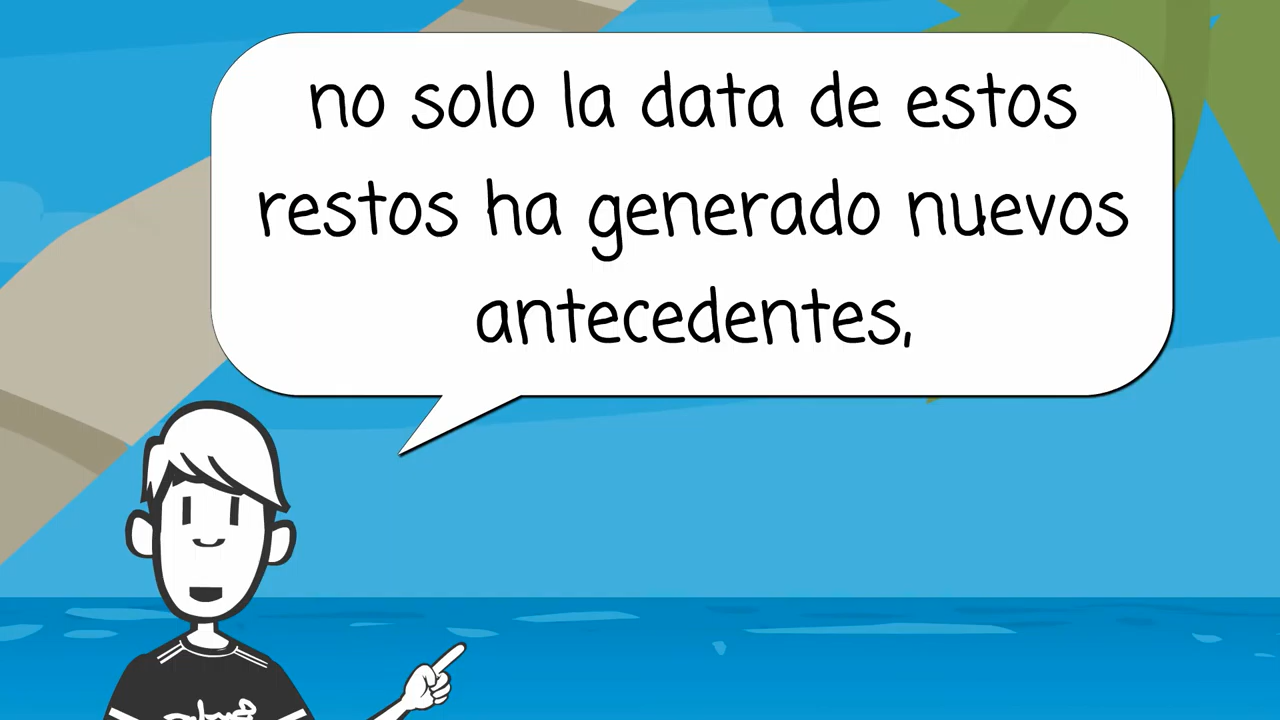 no solo la data de estos
restos ha generado nuevos
antecedentes,